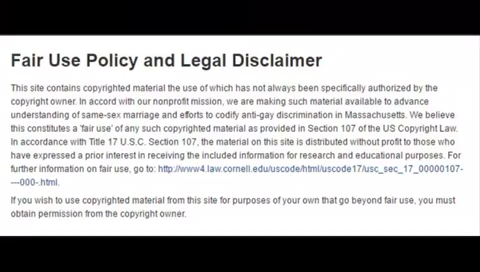 Fair Use Policy and Legal Disclaimer
This site contains copyrighted material the use of which has not always been specifically authorized by the
copyright owner. In accord with our nonprofit mission, we are making such material available to advance
understanding of same-sex marriage and efforts to codify anti-gay discrimination in Massachusetts. We believe
this constitutes a 'fair use' of any such copyrighted material as provided in Section 107 of the US Copyright Law.
In accordance with Title 17 U.S.C. Section 107, the material on this site is distributed without profit to those who
have expressed a prior interest in receiving the included information for research and educational purposes. For
further information on fair use, go to: http://www4.law.cornell.edu/uscode/html/uscode17/usc_sec_17_00000107-
---000-.html.
If you wish to use copyrighted material from this site for purposes of your own that go beyond fair use, you must
obtain permission from the copyright owner.